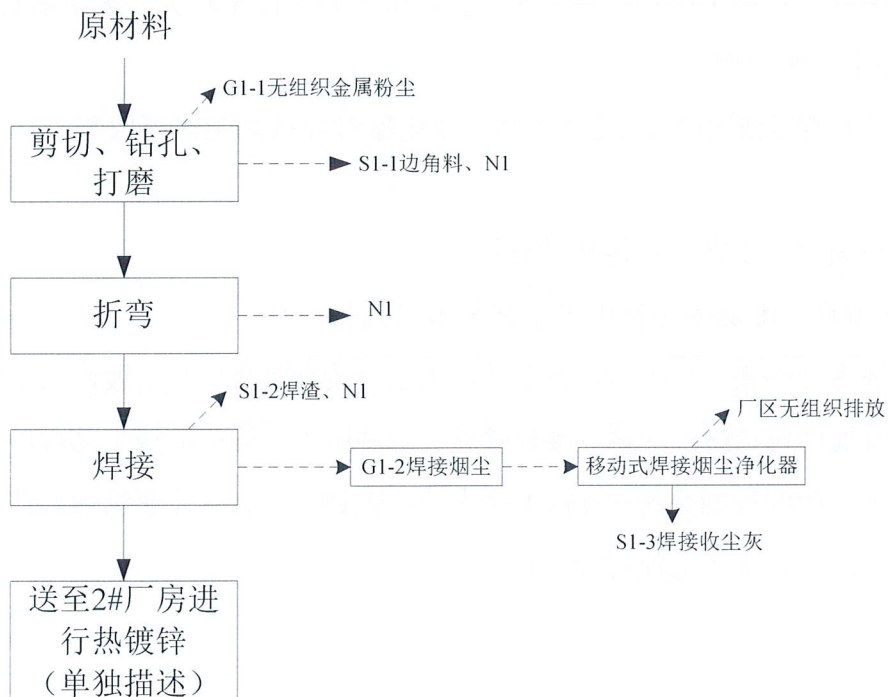 原材料
G1-1无组织金属粉尘
剪切、钻孔、
打磨
S1-1边角料、N1
折弯
N1
S1-2焊渣、N1
厂区无组织排放
焊接
G1-2焊接烟尘
移动式焊接烟尘净化器
S1-3焊接收尘灰
送至2#厂房进
行热镀锌
（单独描述）